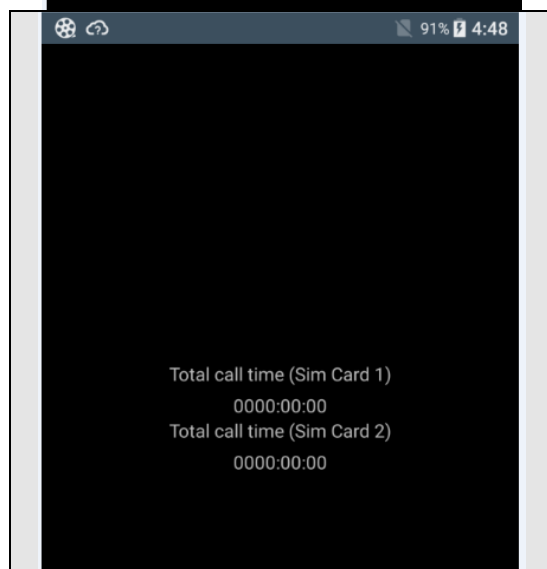 91% 4:48
Total call time (Sim Card 1)
0000:00:00
Total call time (Sim Card 2)
0000:00:00